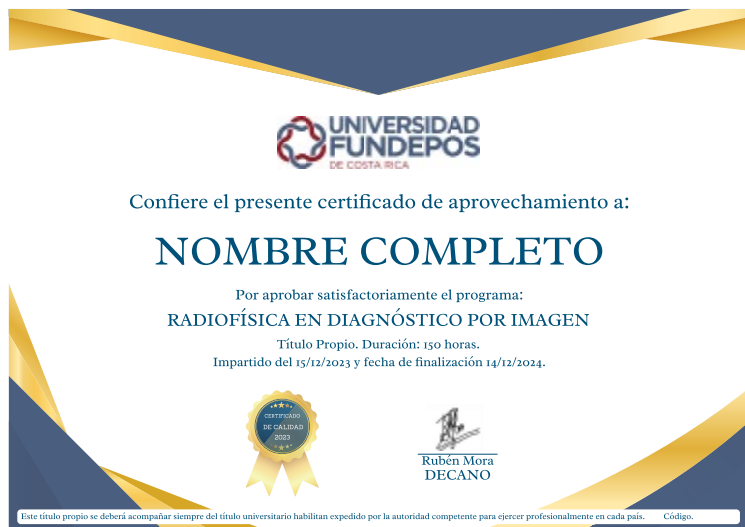 UNIVERSIDAD
FUNDEPOS
DE COSTA RICA
Confiere el presente certificado de aprovechamiento a:
NOMBRE COMPLETO
Por aprobar satisfactoriamente el programa:
RADIOFÍSICA EN DIAGNÓSTICO POR IMAGEN
Título Propio. Duración: 150 horas.
Impartido del 15/12/2023 y fecha de finalización 14/12/2024.
CERTIFICADO
DE CALIDAD
2023
Rubén Mora
DECANO
Este título propio se deberá acompañar siempre del título universitario habilitan expedido por la autoridad competente para ejercer profesionalmente en cada país. Código.